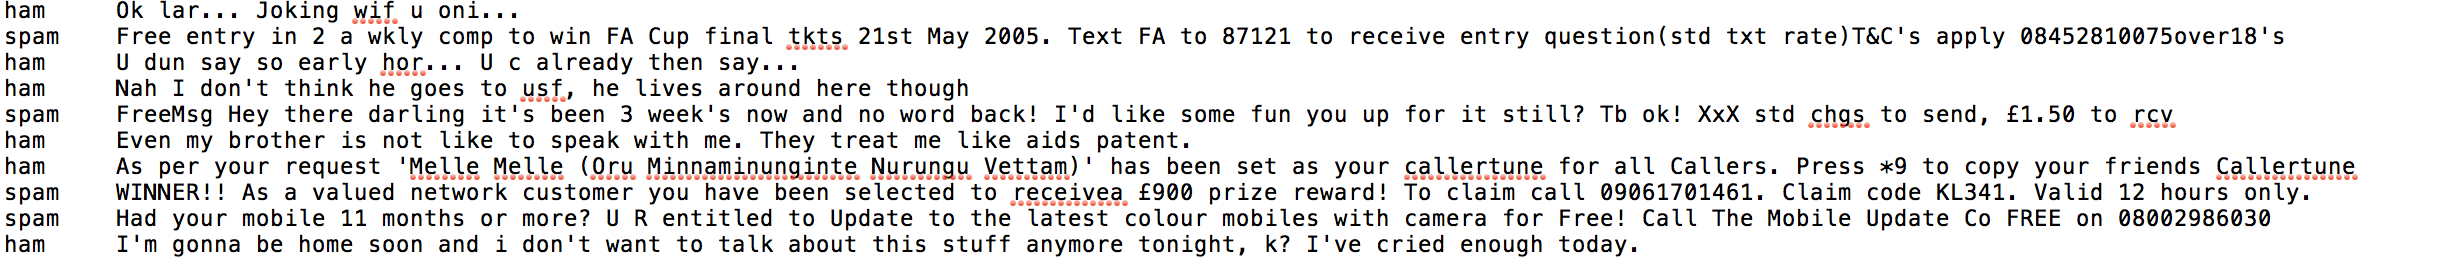 ham Ok lar... Joking wif u oni...
spam Free entry in 2 a wkly comp to win FA Cup final tkts 21st May 2005. Text FA to 87121 to receive entry question(std txt rate)T&C's apply 08452810075over18's
ham U dun say so early hor... U c already then say...
ham Nah I don't think he goes to usf, he lives around here though
spam FreeMsg Hey there darling it's been 3 week's now and no word back! I'd like some fun you up for it still? Tb ok! XxX std chgs to send, £1.50 to rcv
ham Even my brother is not like to speak with me. They treat me like aids patent.
ham As per your request 'Melle Melle (Oru Minnaminunginte Nurungu Vettam)' has been set as your callertune for all Callers. Press *9 to copy your friends Callertune
spam WINNER!! As a valued network customer you have been selected to receivea £900 prize reward! To claim call 09061701461. Claim code KL341. Valid 12 hours only.
spam Had your mobile 11 months or more? U R entitled to Update to the latest colour mobiles with camera for Free! Call The Mobile Update Co FREE on 08002986030
ham I'm gonna be home soon and i don't want to talk about this stuff anymore tonight, k? I've cried enough today.